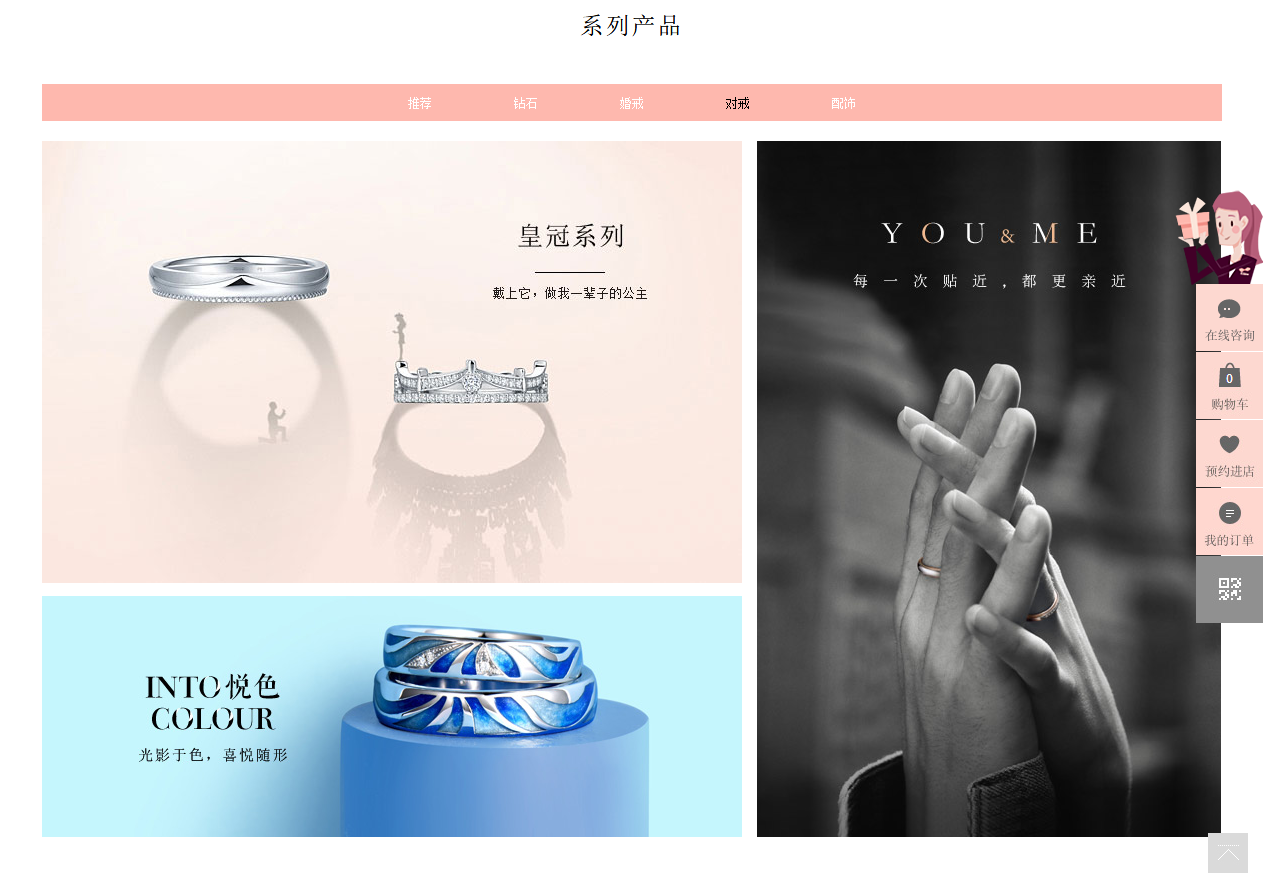 系列产品
推荐 钻石 婚戒 对戒 配饰
皇冠系列
戴上它，做我一辈子的公主
YOU & ME
每一次贴近，都更亲近
INTO悦色
COLOUR
光影于色，喜悦随形
在线咨询
0
购物车
预约进店
我的订单